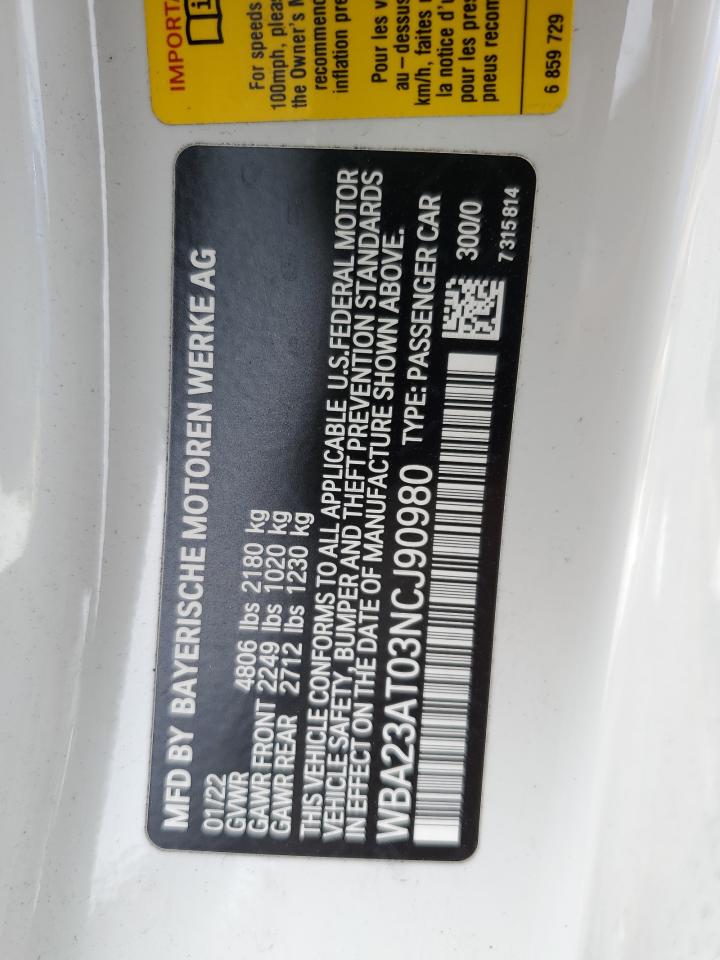 MFD BY BAYERISCHE MOTOREN WERKE AG
01/22
GVWR 4806 lbs 2180 kg
GAWR FRONT 2249 lbs 1020 kg
GAWR REAR 2712 lbs 1230 kg
THIS VEHICLE CONFORMS TO ALL APPLICABLE U.S.FEDERAL MOTOR
VEHICLE SAFETY, BUMPER AND THEFT PREVENTION STANDARDS
IN EFFECT ON THE DATE OF MANUFACTURE SHOWN ABOVE.
WBA23AT03NCJ90980 TYPE: PASSENGER CAR
300/0
7315814
For speeds
100mph, plea
the Owner's
recommen
inflation pre
Pour les v
au-dessus
km/h, faites
la notice d'u
pour les pres
pneus recom
6 859 729